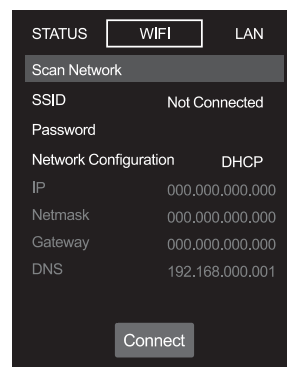 STATUS WIFI LAN
Scan Network
SSID Not Connected
Password
Network Configuration DHCP
IP 000.000.000.000
Netmask 000.000.000.000
Gateway 000.000.000.000
DNS 192.168.000.001
Connect